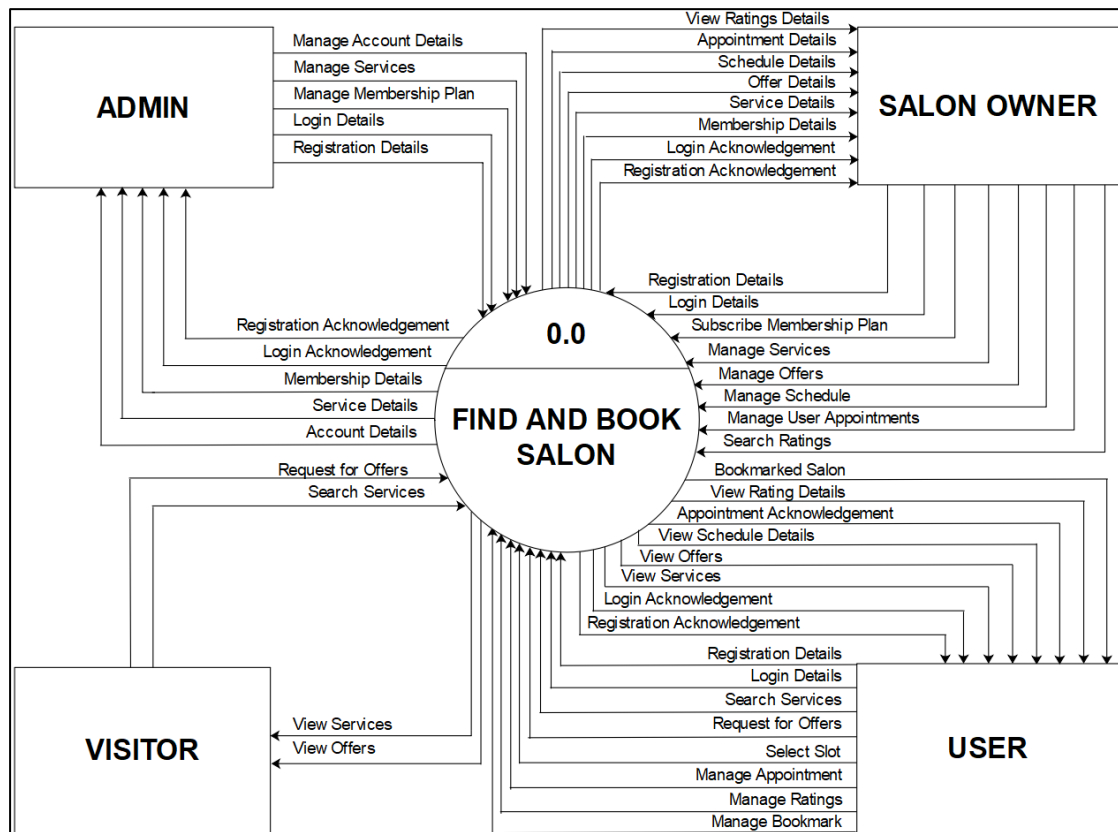 View Ratings Details
Appointment Details
Schedule Details
Offer Details
Service Details
Membership Details
Login Acknowledgement
Registration Acknowledgement
Manage Account Details
Manage Services
Manage Membership Plan
Login Details
Registration Details
ADMIN
SALON OWNER
Registration Details
Login Details
Subscribe Membership Plan
Manage Services
Manage Offers
Manage Schedule
Manage User Appointments
Search Ratings
Registration Acknowledgement
Login Acknowledgement
Membership Details
Service Details
Account Details
0.0
FIND AND BOOK
SALON
Request for Offers
Search Services
Bookmarked Salon
View Rating Details
Appointment Acknowledgement
View Schedule Details
View Offers
View Services
Login Acknowledgement
Registration Acknowledgement
Registration Details
Login Details
Search Services
Request for Offers
Select Slot
Manage Appointment
Manage Ratings
Manage Bookmark
View Services
View Offers
VISITOR
USER